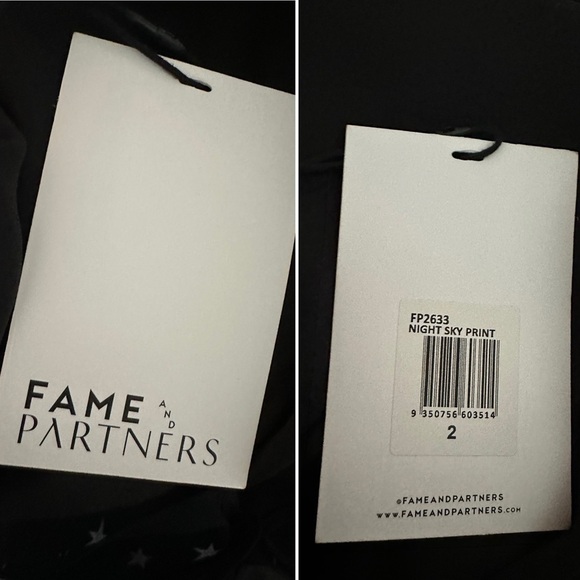 FAME AND
PARTNERS
FP2633
NIGHT SKY PRINT
9 350756 603514
2
@FAMEANDPARTNERS
WWW.FAMEANDPARTNERS.COM